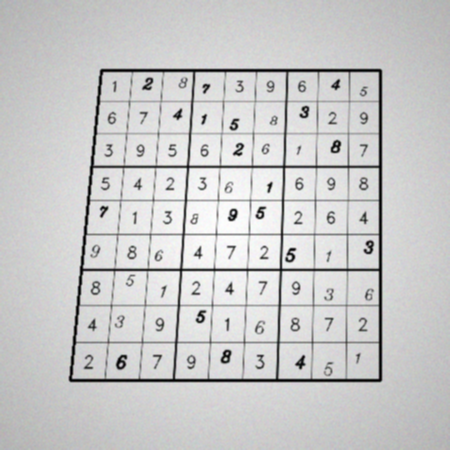 1 2 8 7 3 9 6 4 5
6 7 4 1 5 8 3 2 9
3 9 5 6 2 6 1 8 7
5 4 2 3 6 1 6 9 8
7 1 3 8 9 5 2 6 4
9 8 6 4 7 2 5 1 3
8 5 1 2 4 7 9 3 6
4 3 9 5 1 6 8 7 2
2 6 7 9 8 3 4 5 1